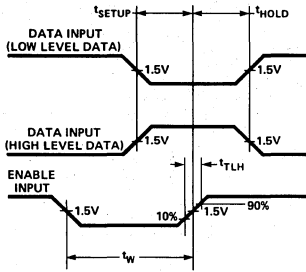 tSETUP
tHOLD
DATA INPUT
(LOW LEVEL DATA)
1.5V
1.5V
DATA INPUT
(HIGH LEVEL DATA)
1.5V
1.5V
tTLH
ENABLE
INPUT
1.5V
10%
1.5V
90%
tW